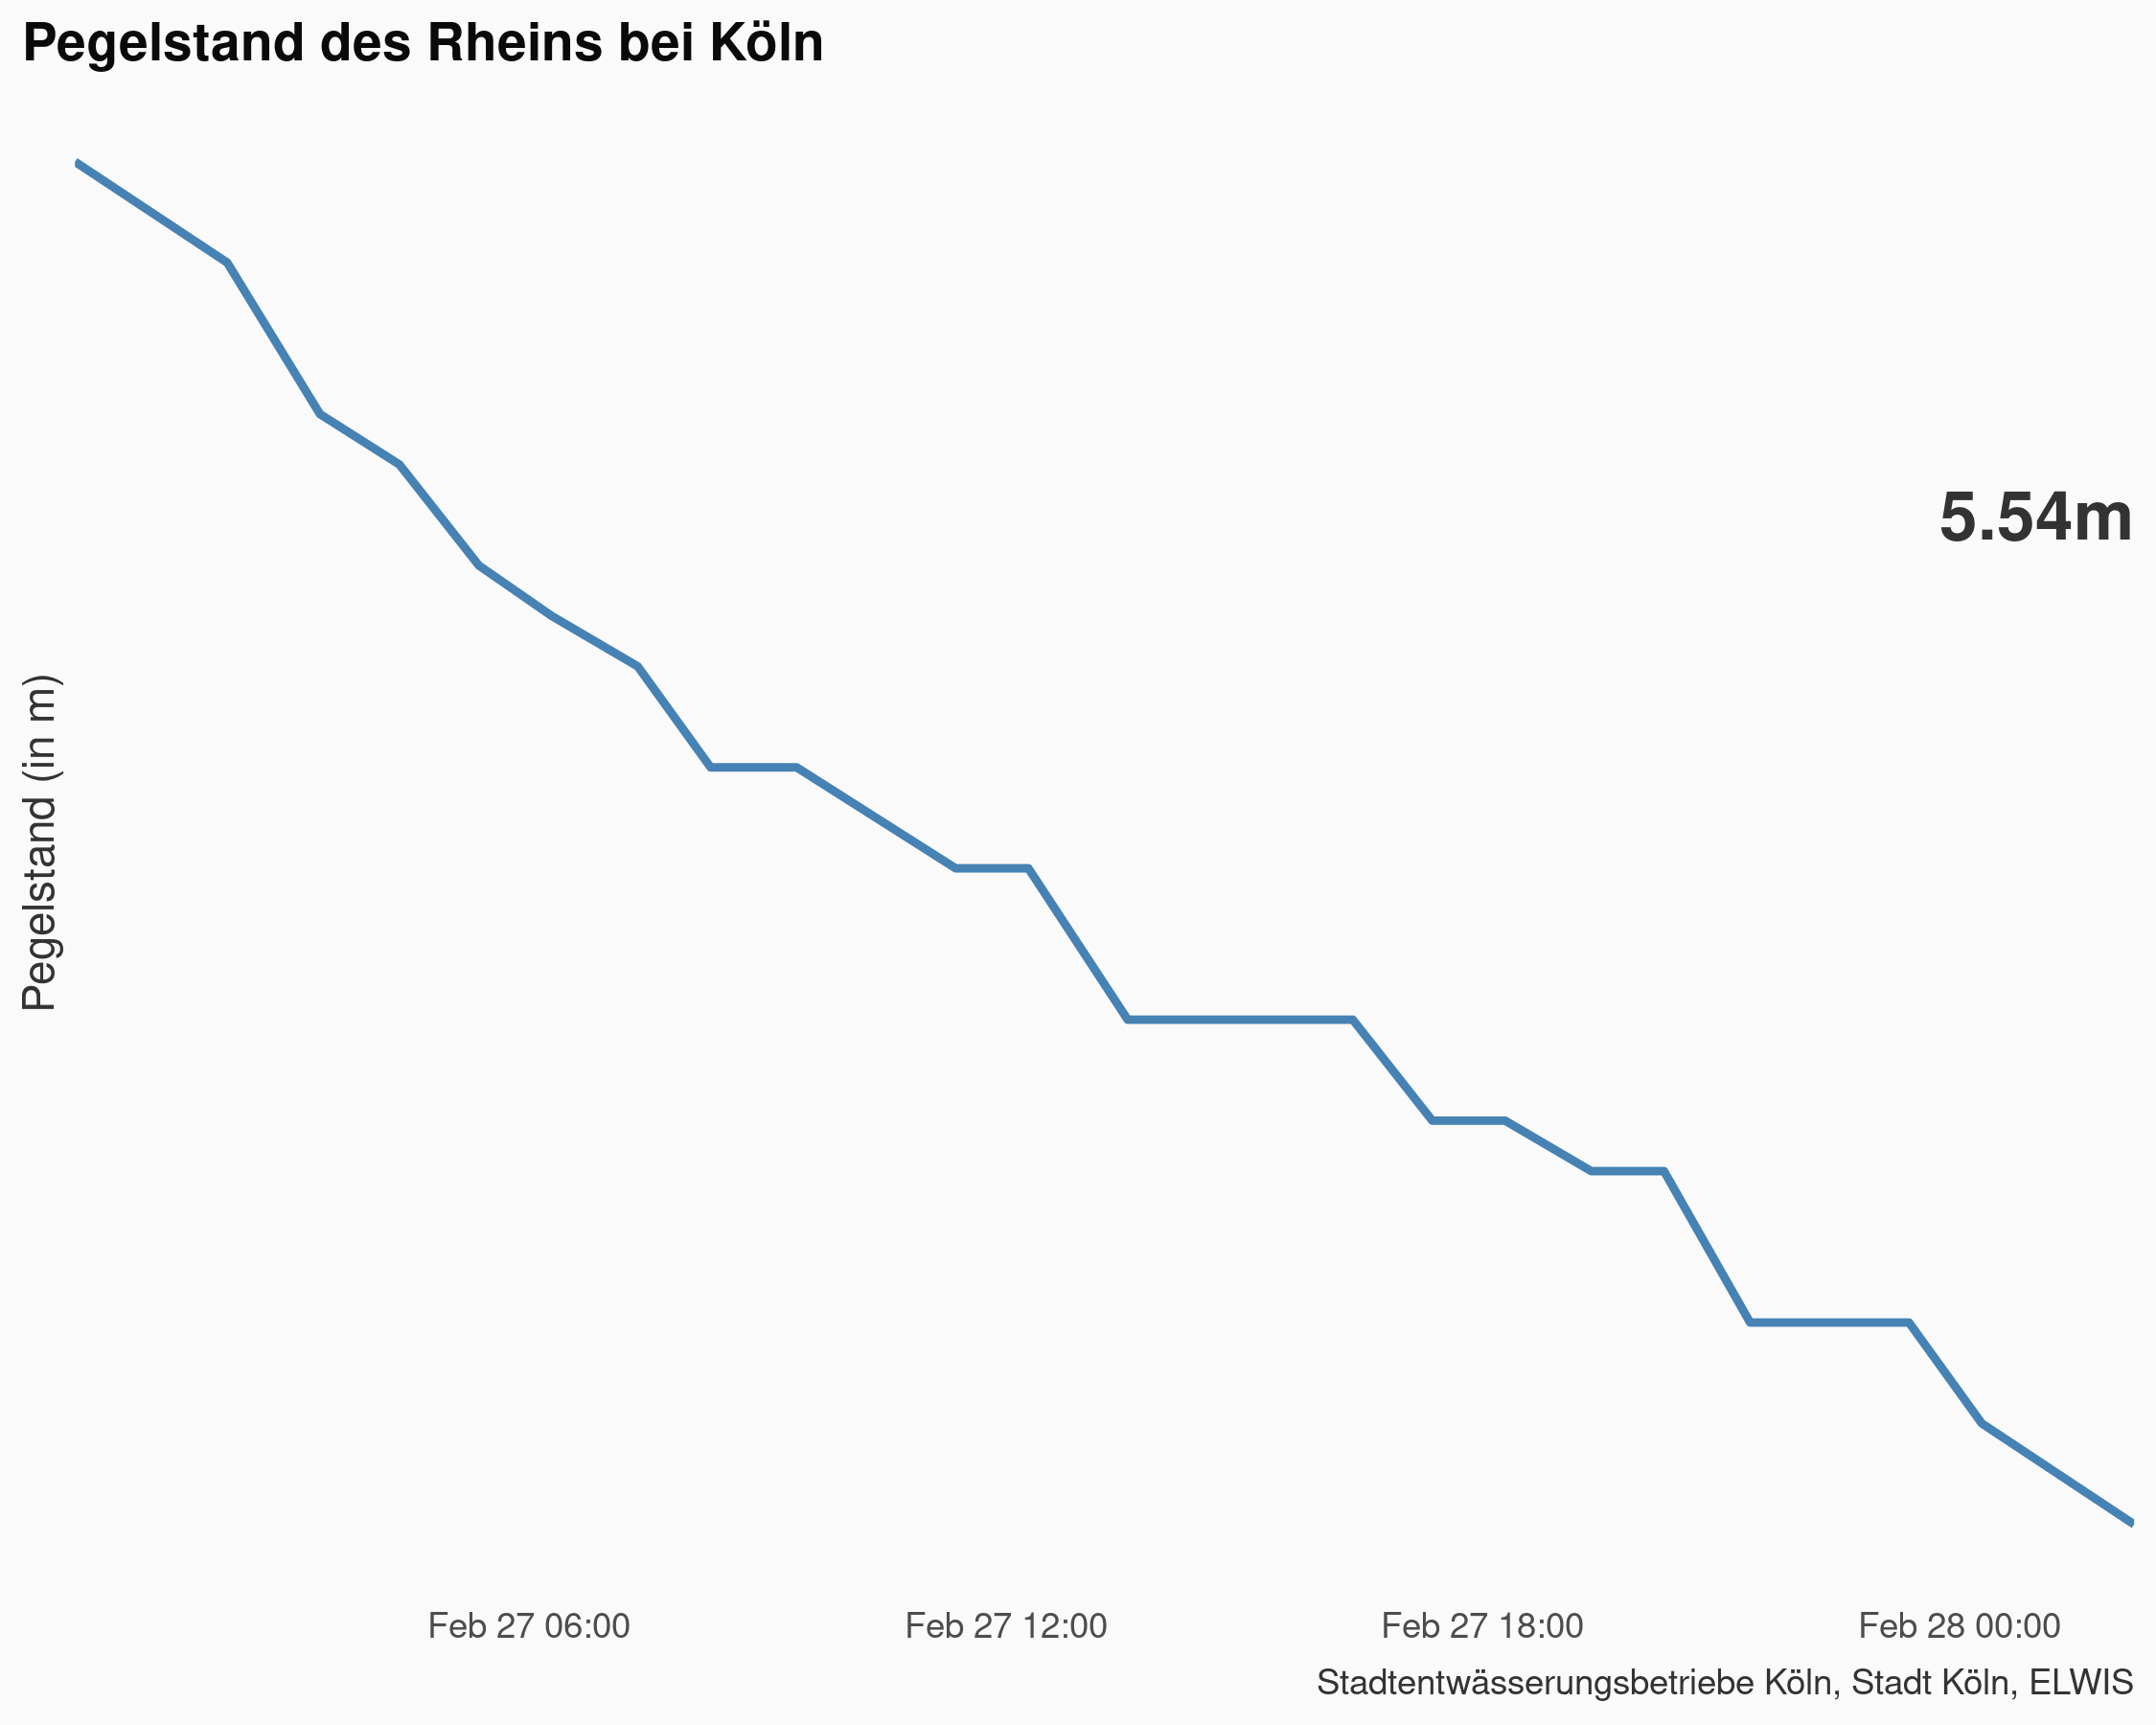 Pegelstand des Rheins bei Köln
5.54m
Pegelstand (in m)
Feb 27 06:00
Feb 27 12:00
Feb 27 18:00
Feb 28 00:00
Stadtentwässerungsbetriebe Köln, Stadt Köln, ELWIS